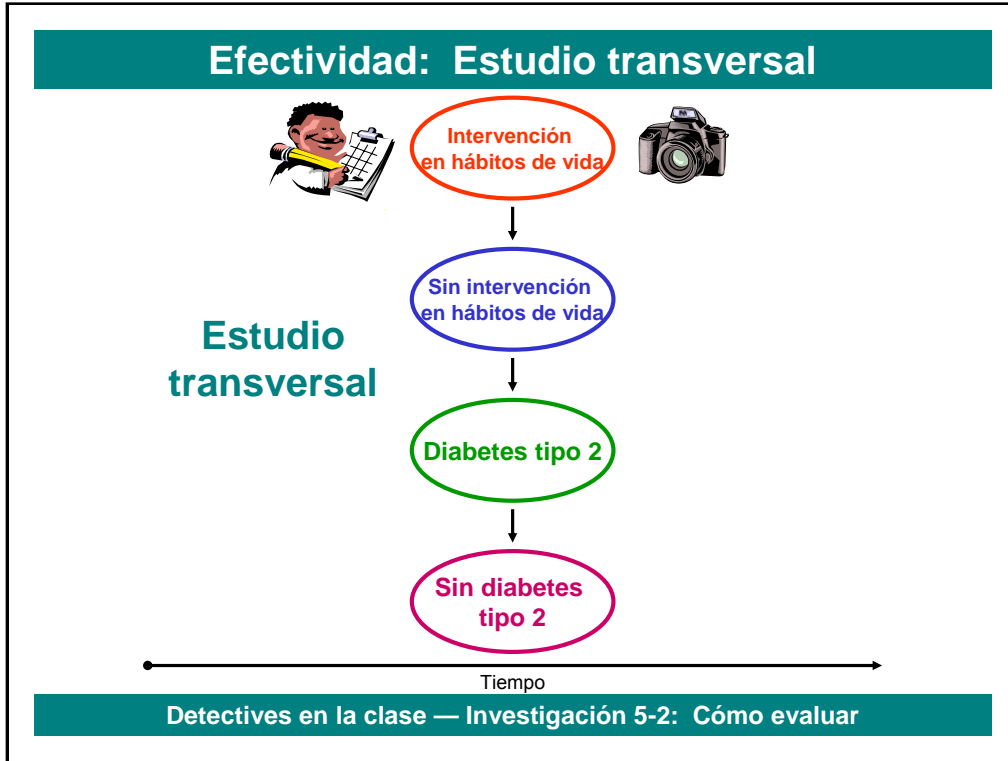 Efectividad: Estudio transversal
Intervención
en hábitos de vida
Sin intervención
en hábitos de vida
Estudio
transversal
Diabetes tipo 2
Sin diabetes
tipo 2
Tiempo
Detectives en la clase — Investigación 5-2: Cómo evaluar